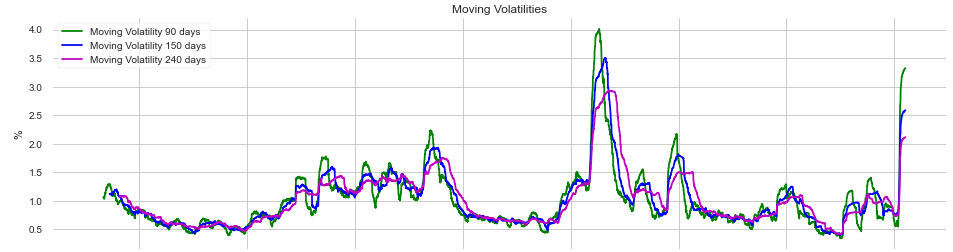 Moving Volatilities
Moving Volatility 90 days
Moving Volatility 150 days
Moving Volatility 240 days
%
4.0
3.5
3.0
2.5
2.0
1.5
1.0
0.5